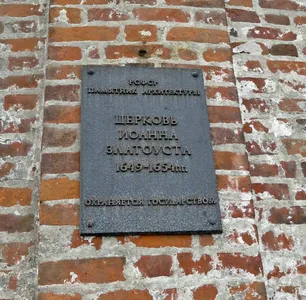 РСФСР
ПАМЯТНИК АРХИТЕКТУРЫ
ЦЕРКОВЬ
ИОАННА
ЗЛАТОУСТА
1649-1654гг.
ОХРАНЯЕТСЯ ГОСУДАРСТВОМ